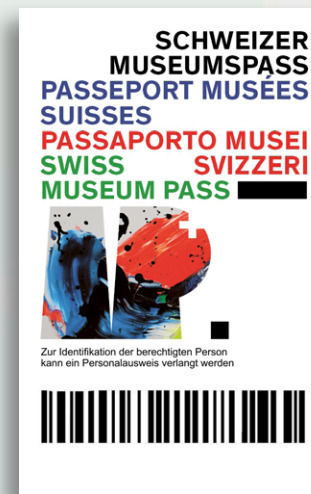 SCHWEIZER
MUSEUMSPASS
PASSEPORT MUSÉES
SUISSES
PASSAPORTO MUSEI
SWISS SVIZZERI
MUSEUM PASS
Zur Identifikation der berechtigten Person
kann ein Personalausweis verlangt werden